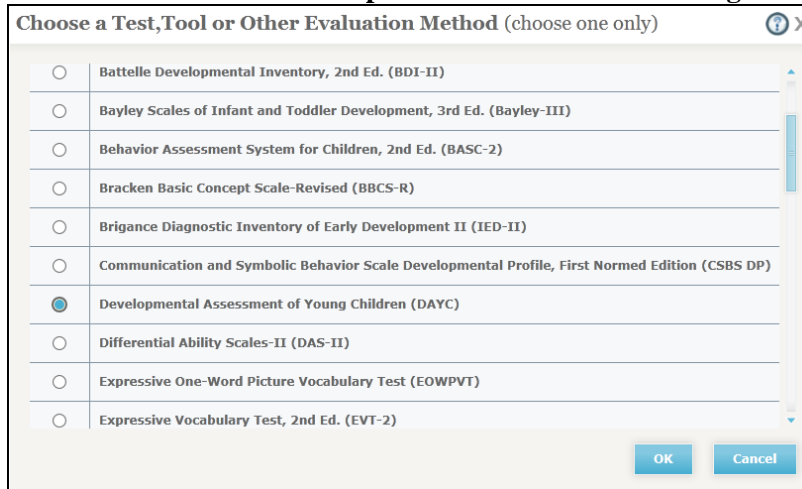 Choose a Test,Tool or Other Evaluation Method (choose one only)
Battelle Developmental Inventory, 2nd Ed. (BDI-II)
Bayley Scales of Infant and Toddler Development, 3rd Ed. (Bayley-III)
Behavior Assessment System for Children, 2nd Ed. (BASC-2)
Bracken Basic Concept Scale-Revised (BBCS-R)
Brigance Diagnostic Inventory of Early Development II (IED-II)
Communication and Symbolic Behavior Scale Developmental Profile, First Normed Edition (CSBS DP)
Developmental Assessment of Young Children (DAYC)
Differential Ability Scales-II (DAS-II)
Expressive One-Word Picture Vocabulary Test (EOWPVT)
Expressive Vocabulary Test, 2nd Ed. (EVT-2)
OK Cancel